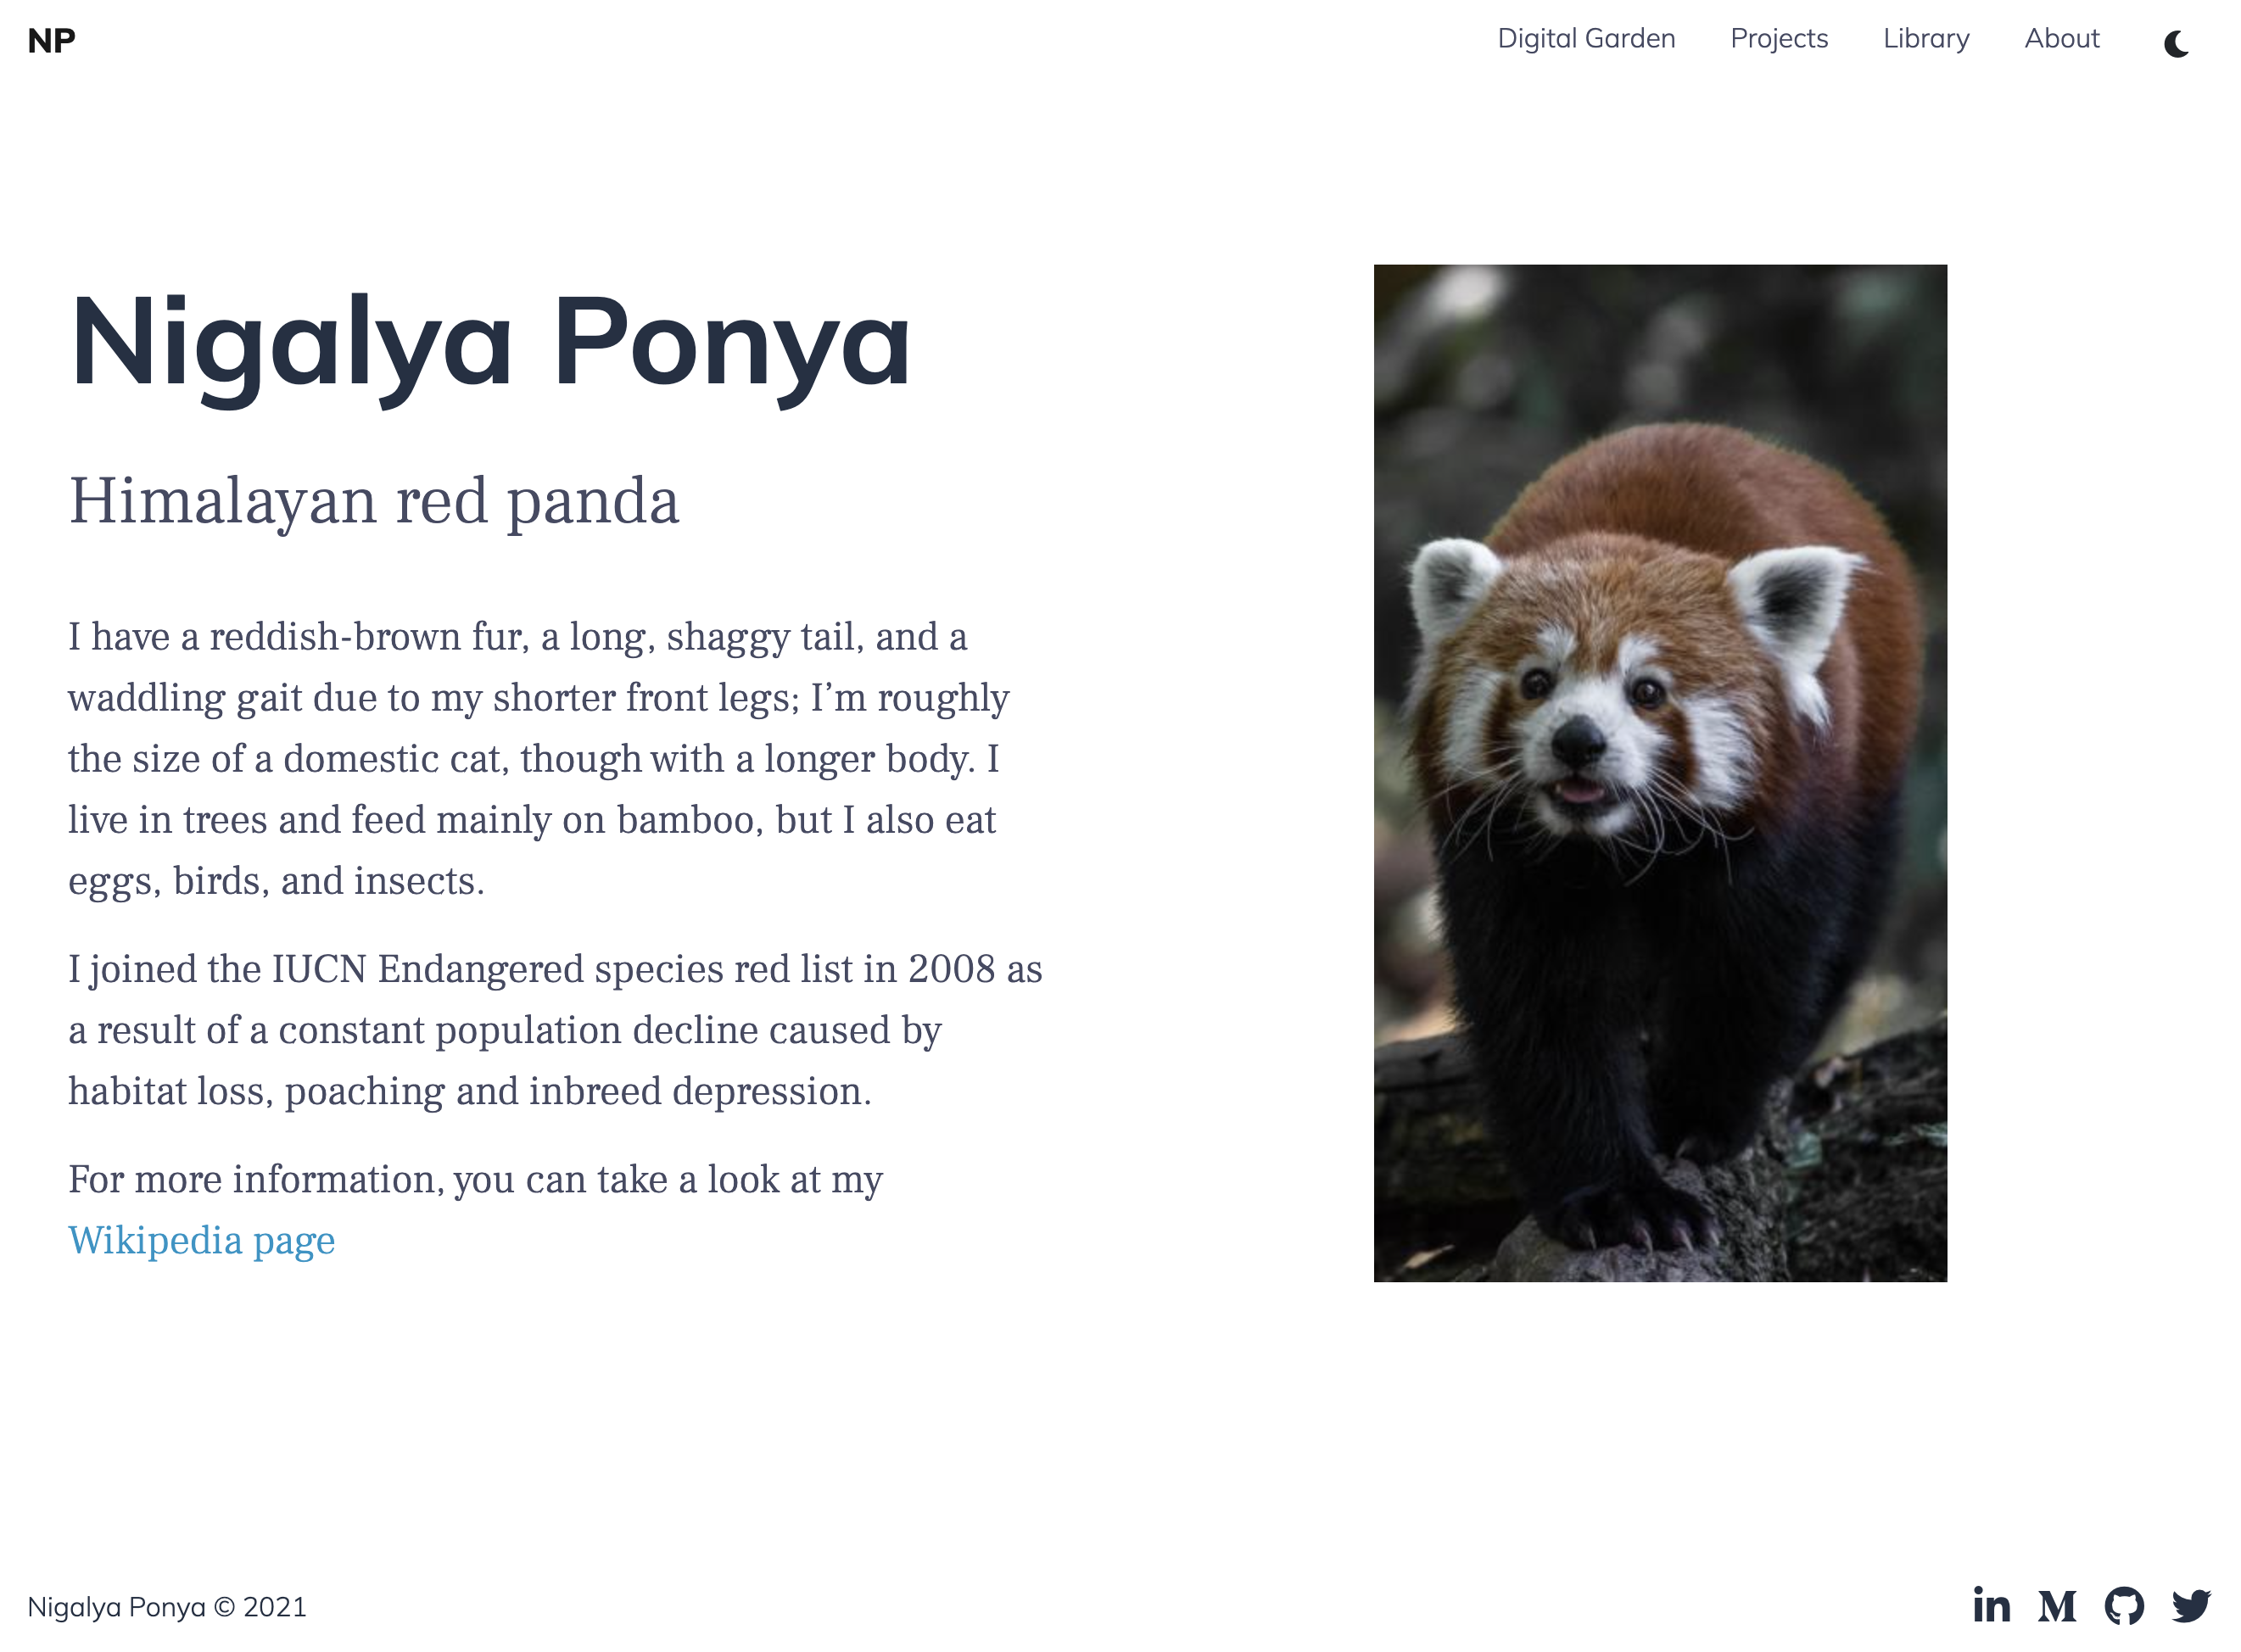 NP
Digital Garden Projects Library About
Nigalya Ponya
Himalayan red panda
I have a reddish-brown fur, a long, shaggy tail, and a
waddling gait due to my shorter front legs; I’m roughly
the size of a domestic cat, though with a longer body. I
live in trees and feed mainly on bamboo, but I also eat
eggs, birds, and insects.
I joined the IUCN Endangered species red list in 2008 as
a result of a constant population decline caused by
habitat loss, poaching and inbreed depression.
For more information, you can take a look at my
Wikipedia page
Nigalya Ponya © 2021